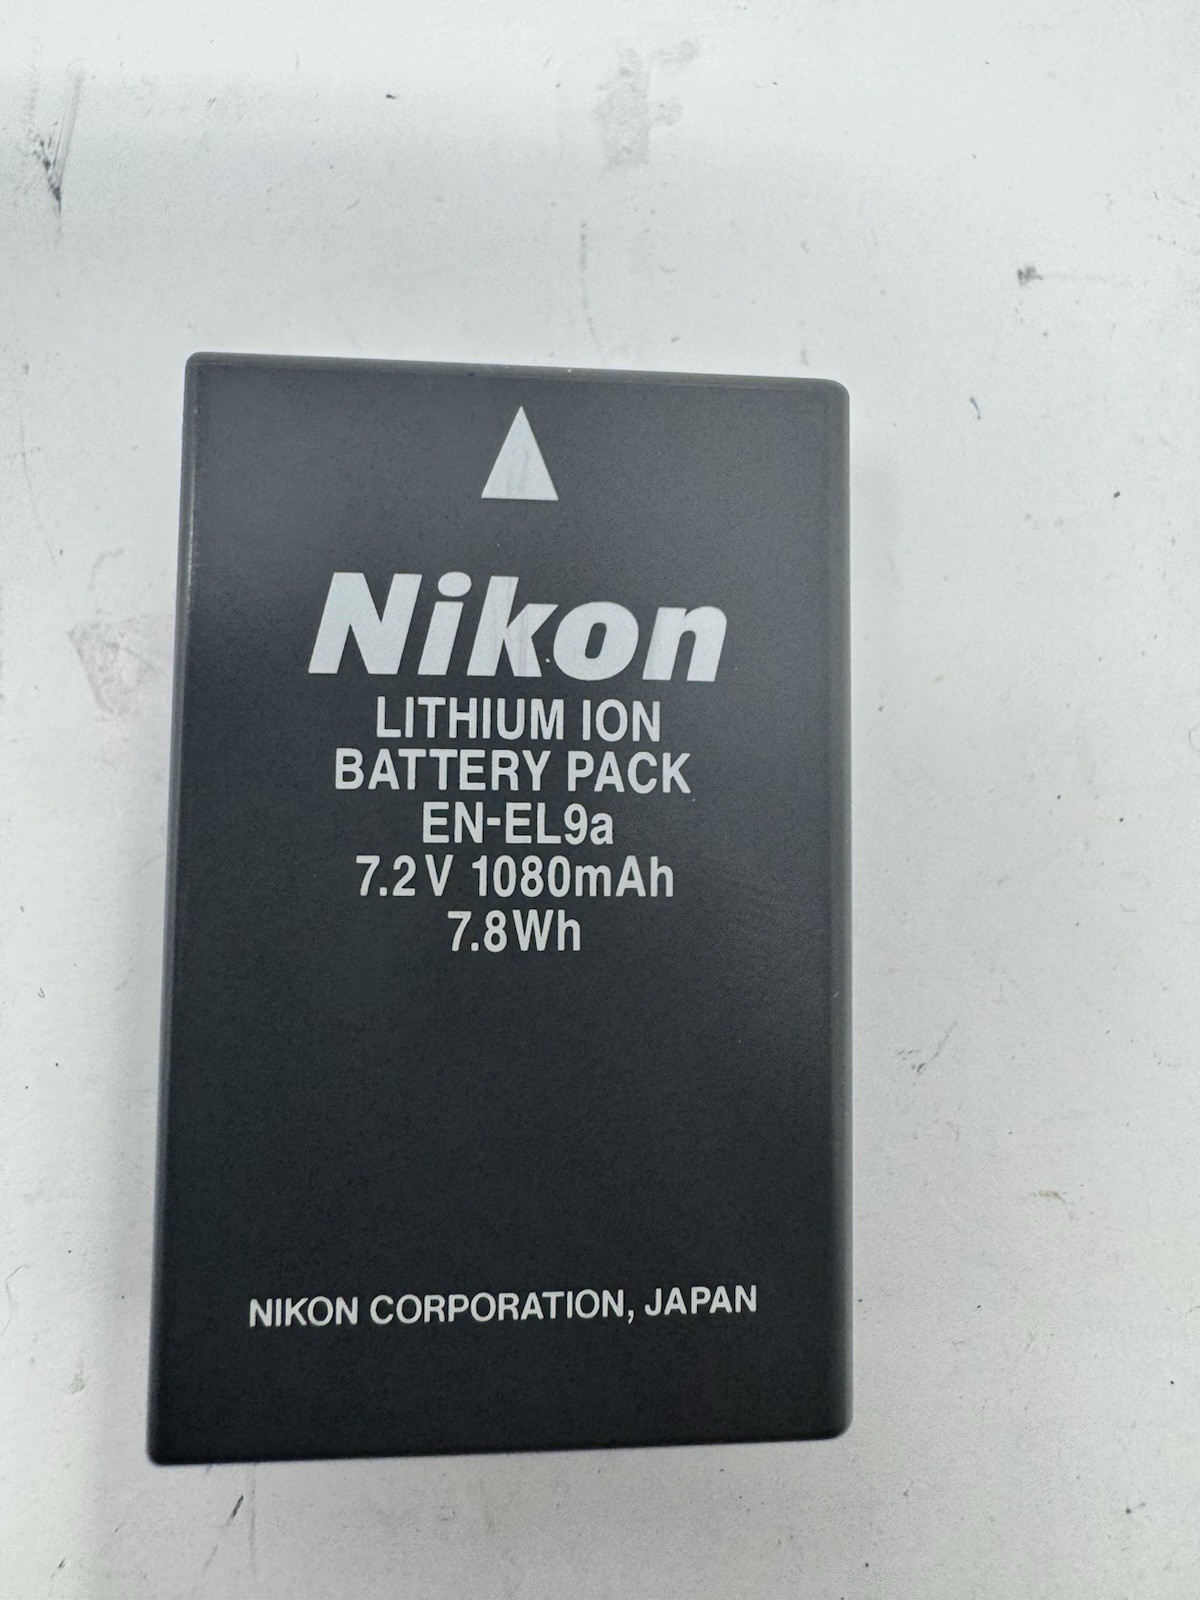 Nikon
LITHIUM ION
BATTERY PACK
EN-EL9a
7.2V 1080mAh
7.8Wh
NIKON CORPORATION, JAPAN